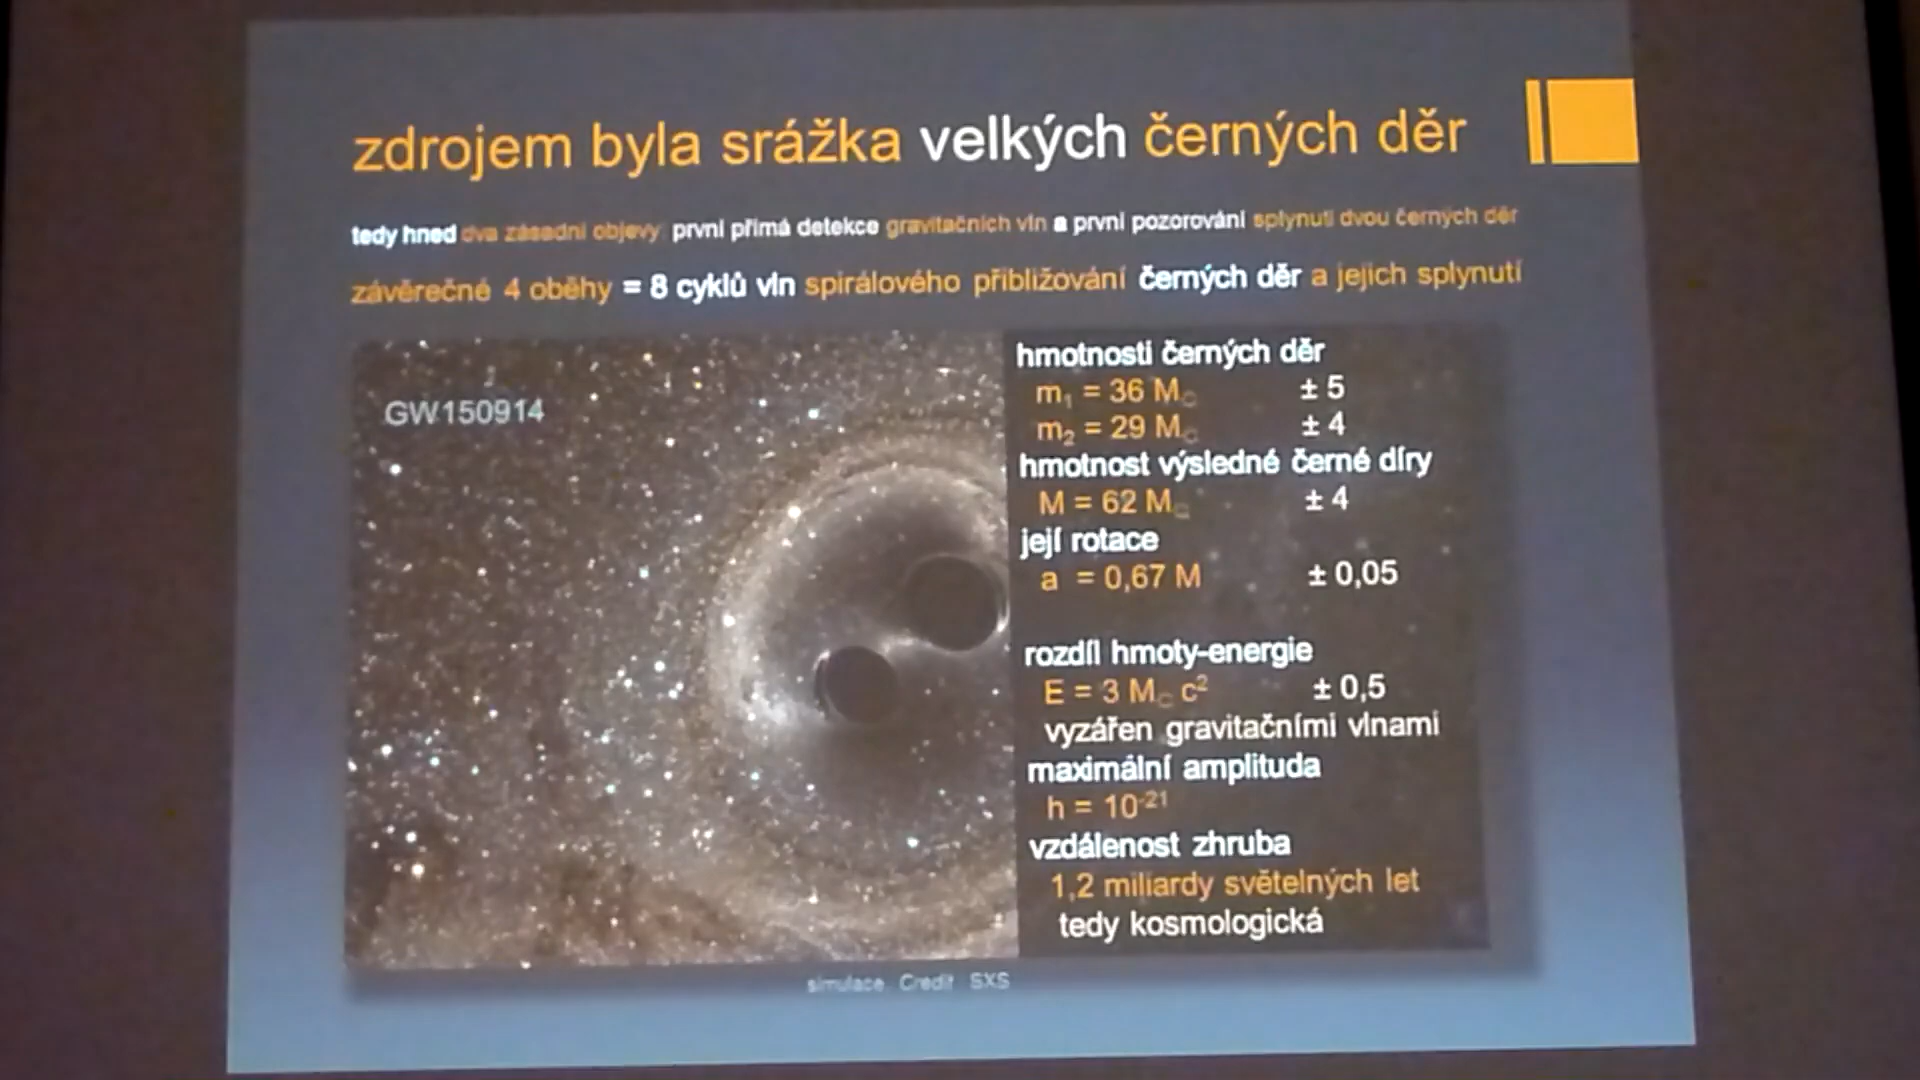 zdrojem byla srážka velkých černých děr
tedy hned dva zásadní objevy: první přímá detekce gravitačních vln a první pozorování splynutí dvou černých děr
závěrečné 4 oběhy = 8 cyklů vln spirálového přibližování černých děr a jejich splynutí
GW150914
hmotnosti černých děr
m₁ = 36 M☉ ± 5
m₂ = 29 M☉ ± 4
hmotnost výsledné černé díry
M = 62 M☉ ± 4
její rotace
a = 0,67 M ± 0,05
rozdíl hmoty-energie
E = 3 M☉ c² ± 0,5
vyzářen gravitačními vlnami
maximální amplituda
h = 10⁻²¹
vzdálenost zhruba
1,2 miliardy světelných let
tedy kosmologická
simulace Credit SXS